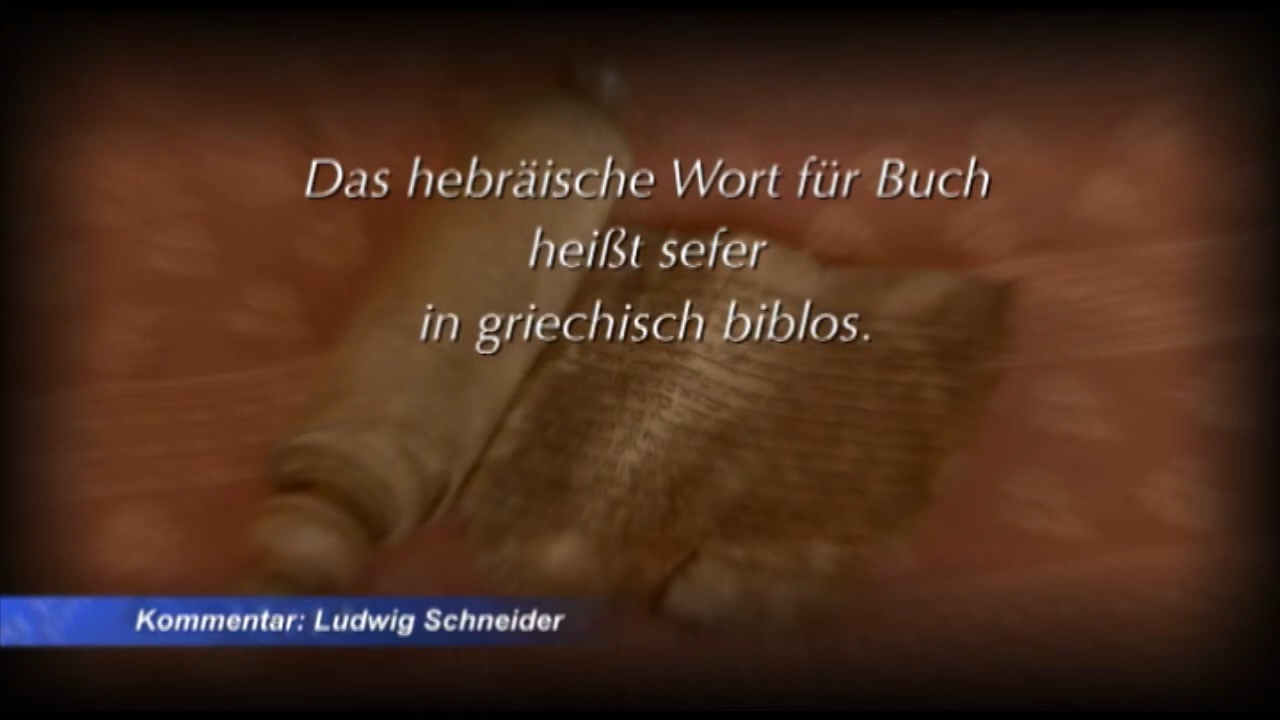 Das hebräische Wort für Buch
heißt sefer
in griechisch biblos.
Kommentar: Ludwig Schneider